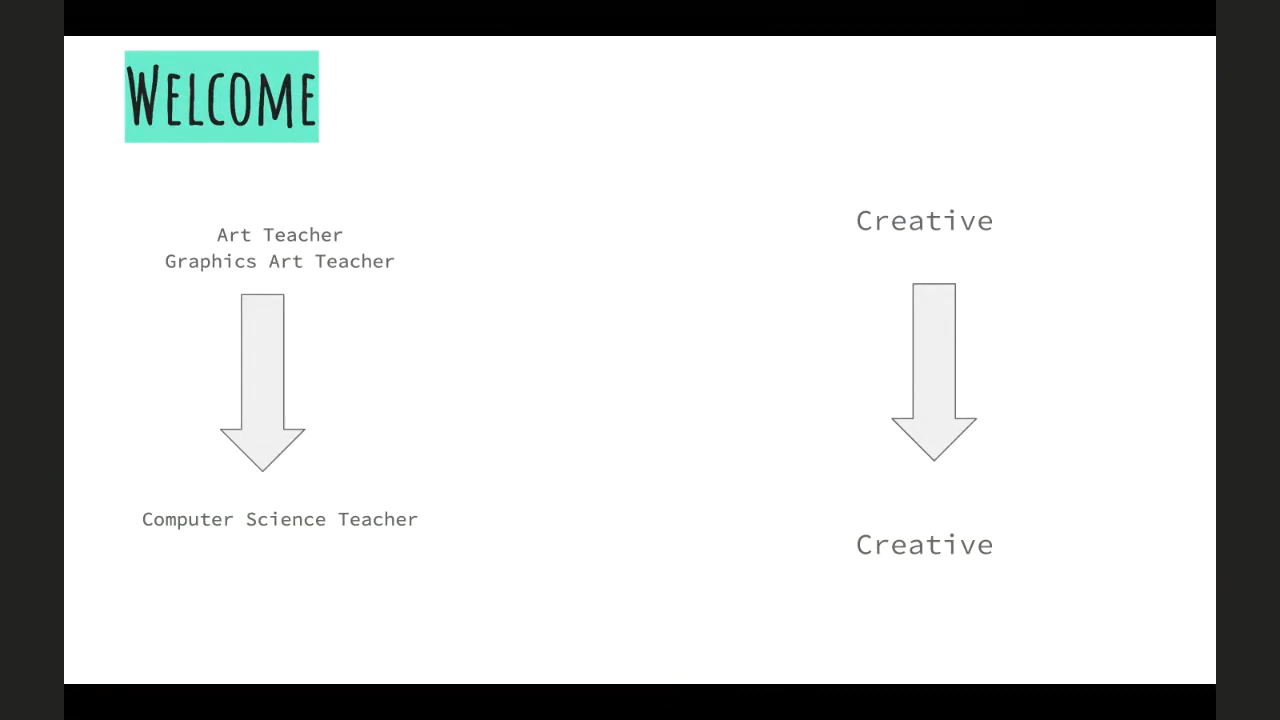 Welcome
Art Teacher
Graphics Art Teacher
Computer Science Teacher
Creative
Creative